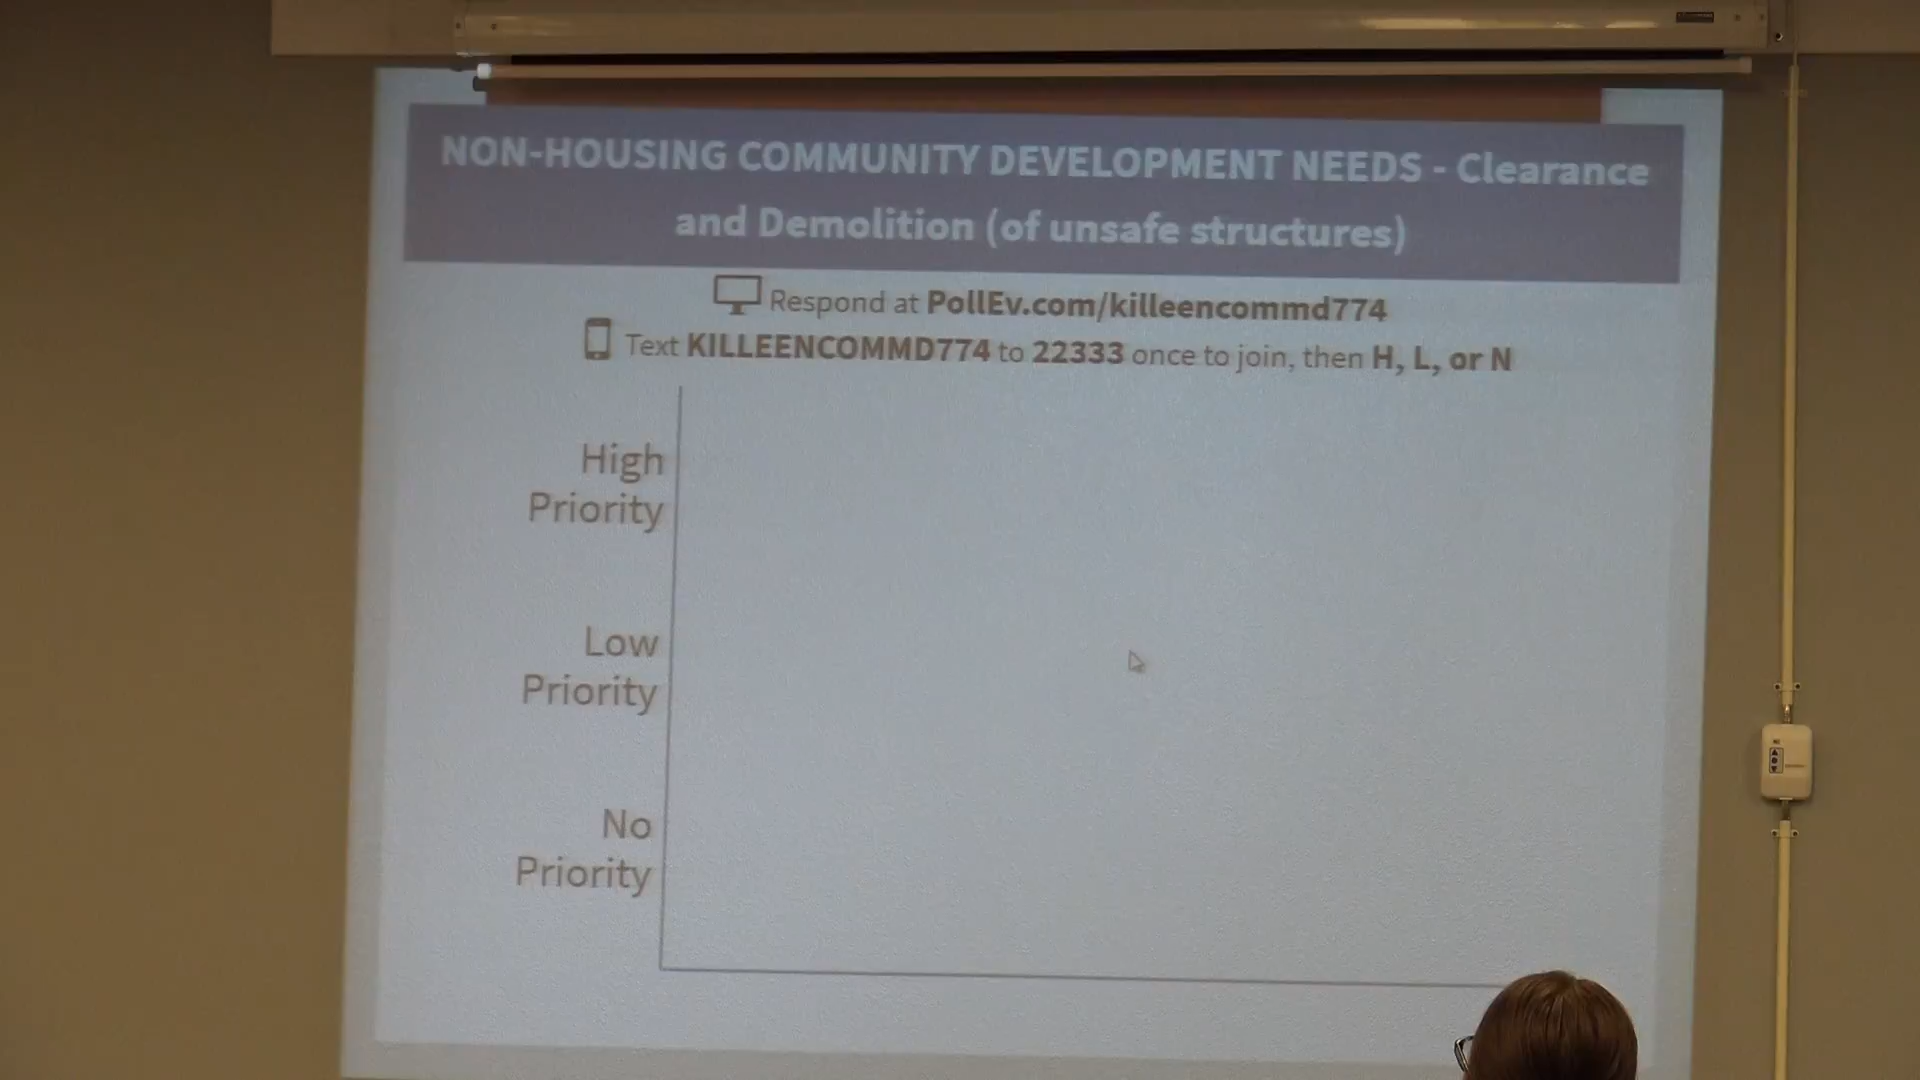 NON-HOUSING COMMUNITY DEVELOPMENT NEEDS - Clearance
and Demolition (of unsafe structures)
Respond at PollEv.com/killeencommd774
Text KILLEENCOMMD774 to 22333 once to join, then H, L, or N
High
Priority
Low
Priority
No
Priority